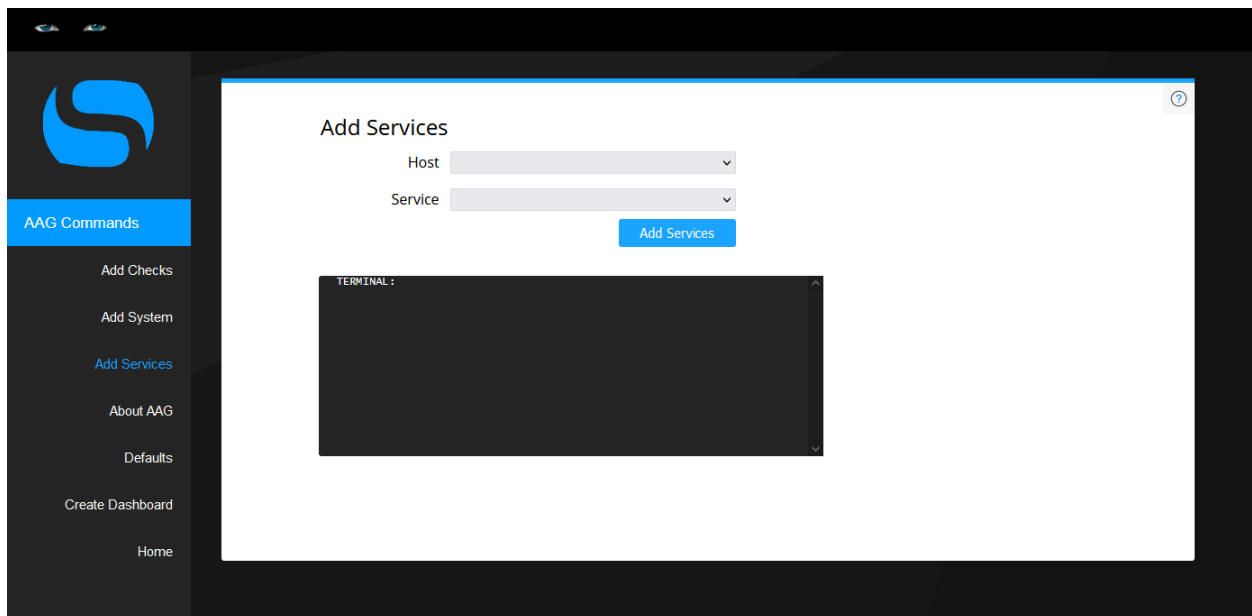 AAG Commands
Add Checks
Add System
Add Services
About AAG
Defaults
Create Dashboard
Home
?
Add Services
Host
Service
Add Services
TERMINAL: